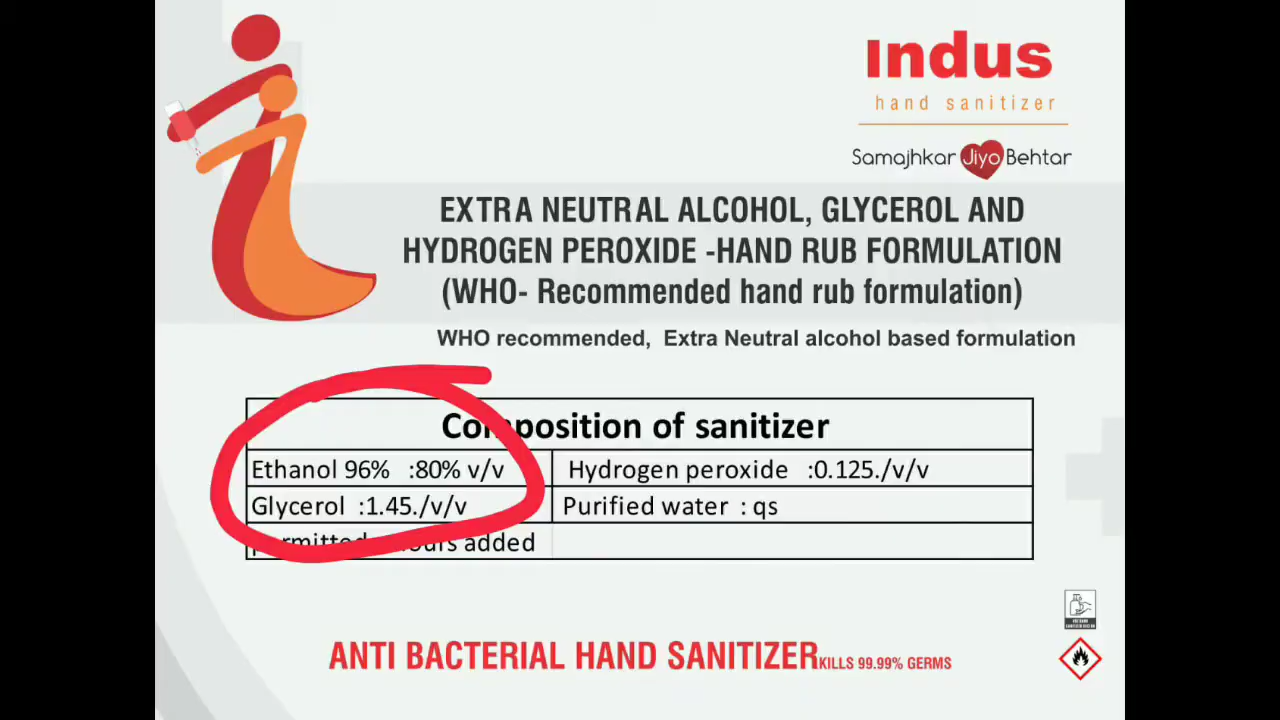 Indus
hand sanitizer
Samajhkar Jiyo Behtar
EXTRA NEUTRAL ALCOHOL, GLYCEROL AND
HYDROGEN PEROXIDE -HAND RUB FORMULATION
(WHO- Recommended hand rub formulation)
WHO recommended, Extra Neutral alcohol based formulation
Composition of sanitizer
Ethanol 96% :80% v/v Hydrogen peroxide :0.125./v/v
Glycerol :1.45./v/v Purified water : qs
permitted added
ANTI BACTERIAL HAND SANITIZER KILLS 99.99% GERMS